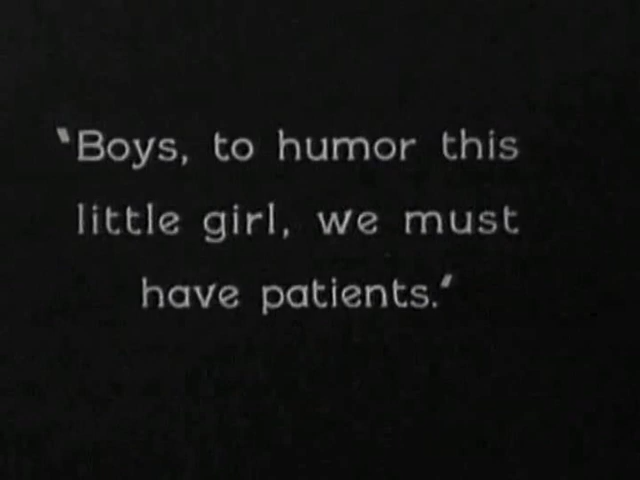 "Boys, to humor this
little girl, we must
have patients."